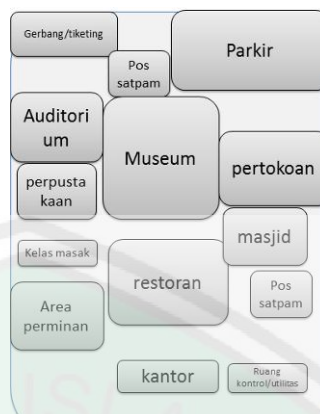 Gerbang/tiketing
Parkir
Pos
satpam
Auditori
um
Museum
pertokoan
perpusta
kaan
masjid
Kelas masak
restoran
Pos
satpam
Area
perminan
kantor
Ruang
kontrol/utilitas